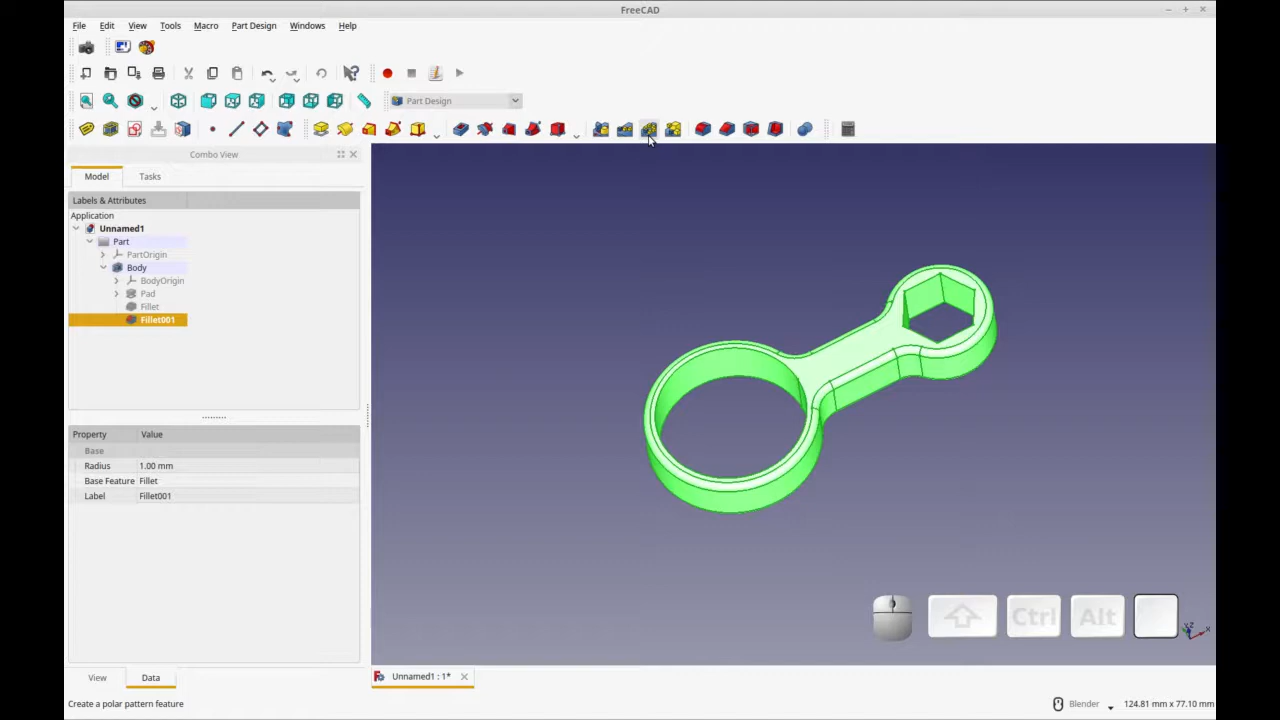 FreeCAD
File Edit View Tools Macro Part Design Windows Help
Part Design
Combo View
Model Tasks
Labels & Attributes
Application
Unnamed1
Part
PartOrigin
Body
BodyOrigin
Pad
Fillet
Fillet001
Property Value
Base
Radius 1.00 mm
Base Feature Fillet
Label Fillet001
Ctrl Alt
View Data
Unnamed1 : 1*
Create a polar pattern feature
Blender 124.81 mm x 77.10 mm